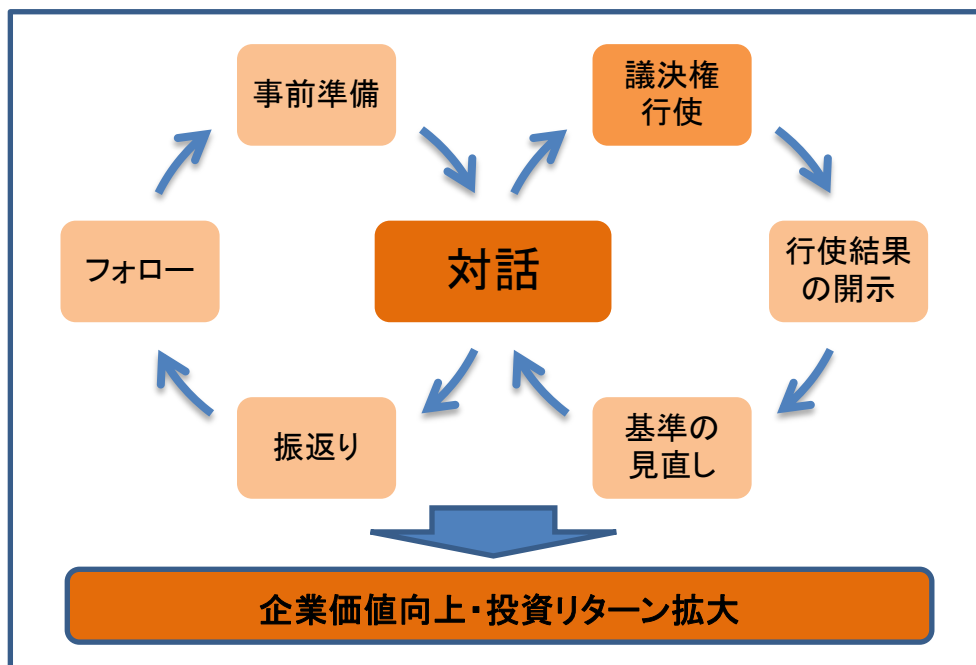 事前準備
議決権
行使
フォロー
対話
行使結果
の開示
振返り
基準の
見直し
企業価値向上・投資リターン拡大